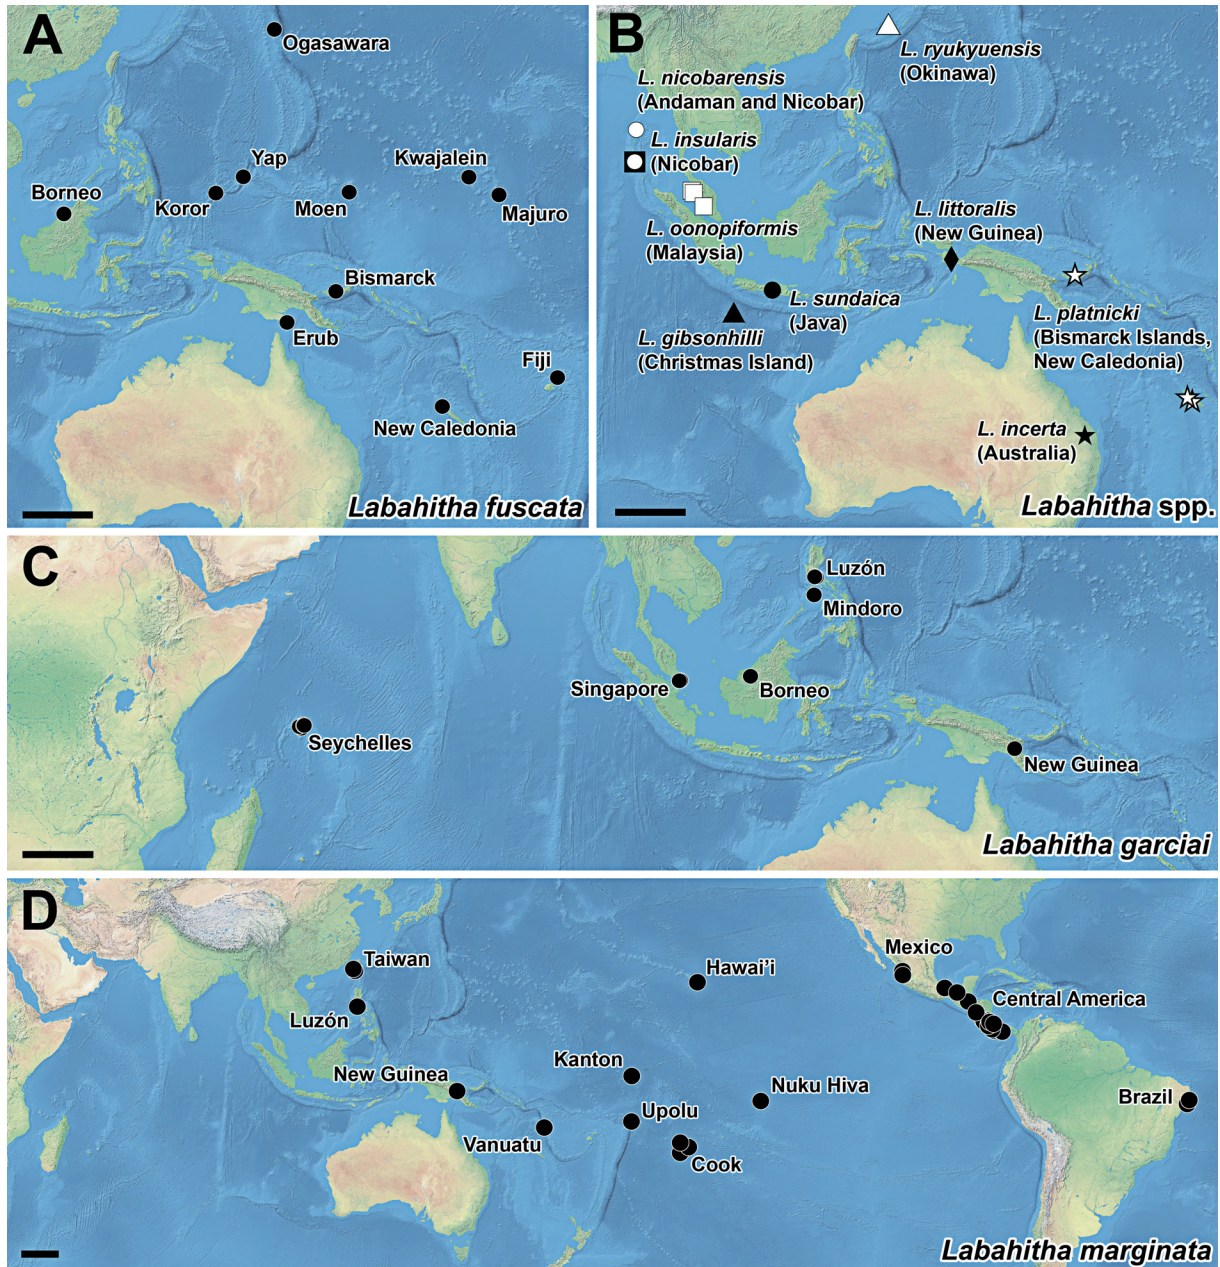 A
Ogasawara
Yap
Kwajalein
Borneo
Koror
Moen
Majuro
Bismarck
Erub
Fiji
New Caledonia
Labahitha fuscata
B
L. ryukyuensis
(Okinawa)
L. nicobarensis
(Andaman and Nicobar)
L. insularis
(Nicobar)
L. oonopiformis
(Malaysia)
L. littoralis
(New Guinea)
L. sundaica
(Java)
L. gibsonhilli
(Christmas Island)
L. platnicki
(Bismarck Islands,
New Caledonia)
L. incerta
(Australia)
Labahitha spp.
C
Luzón
Mindoro
Singapore
Borneo
Seychelles
New Guinea
Labahitha garciai
D
Taiwan
Luzón
Hawai'i
Mexico
Central America
New Guinea
Kanton
Nuku Hiva
Upolu
Vanuatu
Cook
Brazil
Labahitha marginata